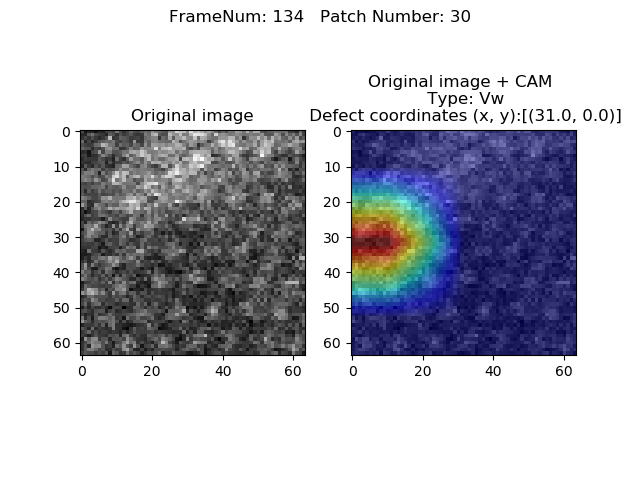 FrameNum: 134   Patch Number: 30
Original image
0
10
20
30
40
50
60
0 20 40 60
Original image + CAM
Type: Vw
Defect coordinates (x, y):[(31.0, 0.0)]
0
10
20
30
40
50
60
0 20 40 60